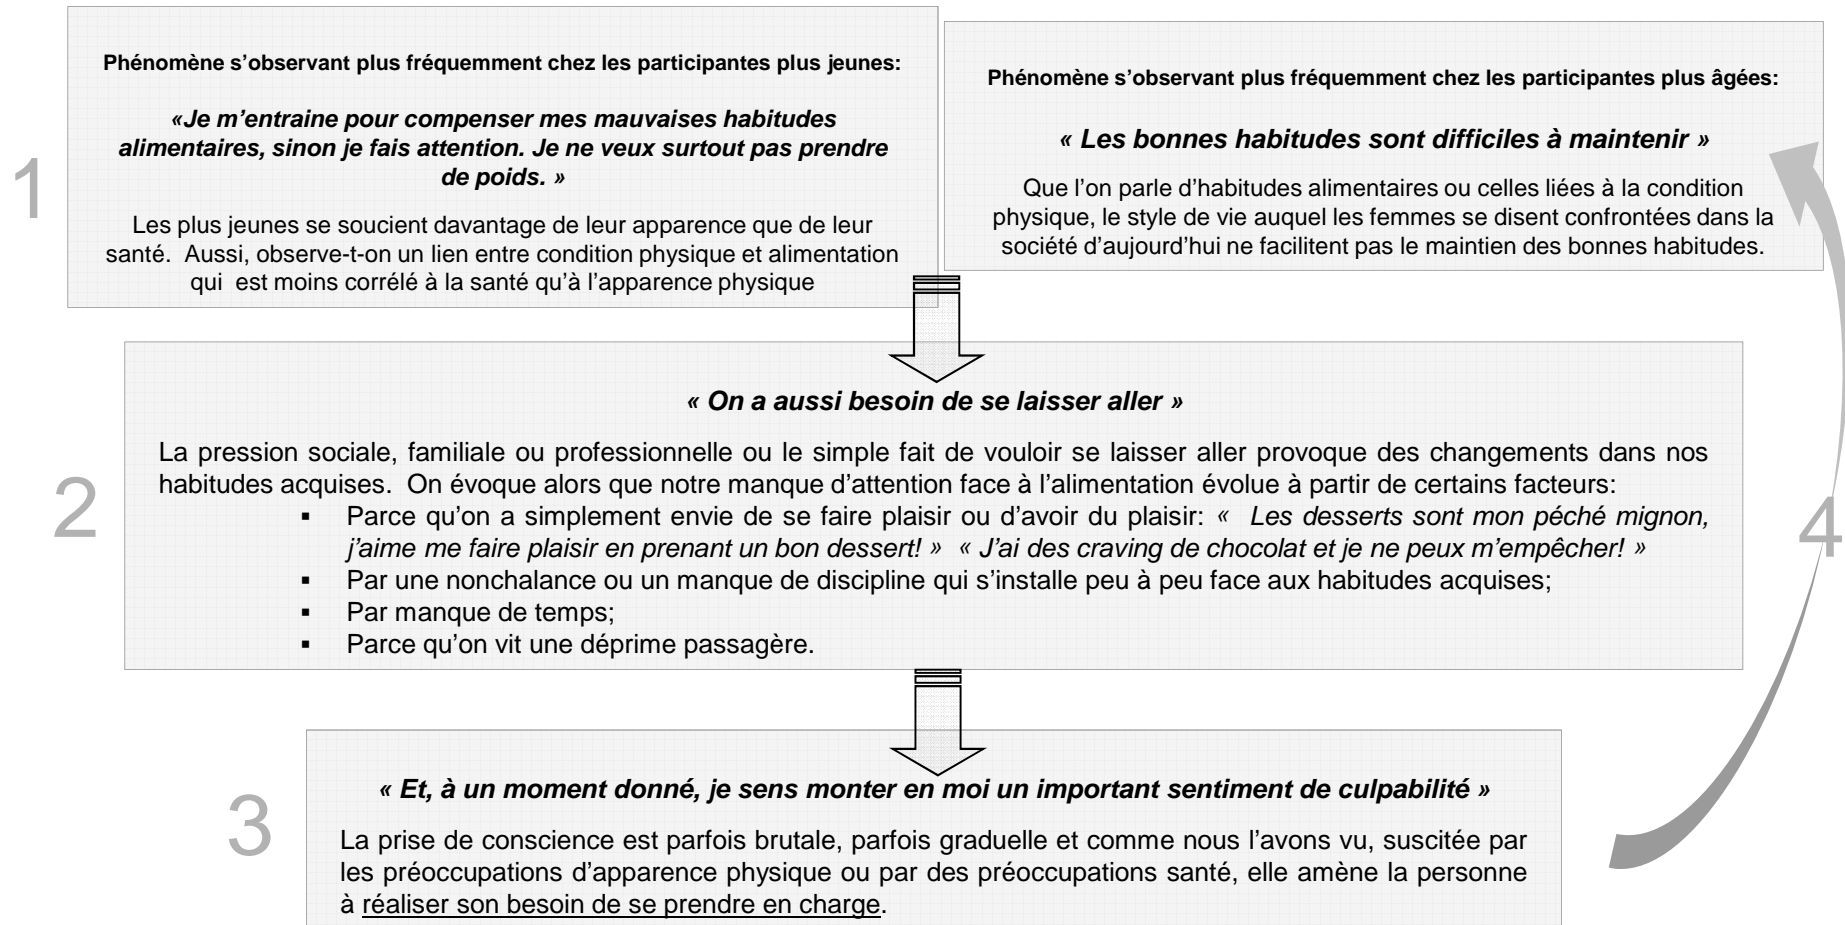 1
Phénomène s'observant plus fréquemment chez les participantes plus jeunes:
«Je m'entraine pour compenser mes mauvaises habitudes
alimentaires, sinon je fais attention. Je ne veux surtout pas prendre
de poids. »
Les plus jeunes se soucient davantage de leur apparence que de leur
santé. Aussi, observe-t-on un lien entre condition physique et alimentation
qui est moins corrélé à la santé qu'à l'apparence physique
Phénomène s'observant plus fréquemment chez les participantes plus âgées:
« Les bonnes habitudes sont difficiles à maintenir »
Que l'on parle d'habitudes alimentaires ou celles liées à la condition
physique, le style de vie auquel les femmes se disent confrontées dans la
société d'aujourd'hui ne facilitent pas le maintien des bonnes habitudes.
2
« On a aussi besoin de se laisser aller »
La pression sociale, familiale ou professionnelle ou le simple fait de vouloir se laisser aller provoque des changements dans nos
habitudes acquises. On évoque alors que notre manque d'attention face à l'alimentation évolue à partir de certains facteurs:
▪ Parce qu'on a simplement envie de se faire plaisir ou d'avoir du plaisir: « Les desserts sont mon péché mignon,
j'aime me faire plaisir en prenant un bon dessert! » « J'ai des craving de chocolat et je ne peux m'empêcher! »
▪ Par une nonchalance ou un manque de discipline qui s'installe peu à peu face aux habitudes acquises;
▪ Par manque de temps;
▪ Parce qu'on vit une déprime passagère.
4
3
« Et, à un moment donné, je sens monter en moi un important sentiment de culpabilité »
La prise de conscience est parfois brutale, parfois graduelle et comme nous l'avons vu, suscitée par
les préoccupations d'apparence physique ou par des préoccupations santé, elle amène la personne
à réaliser son besoin de se prendre en charge.